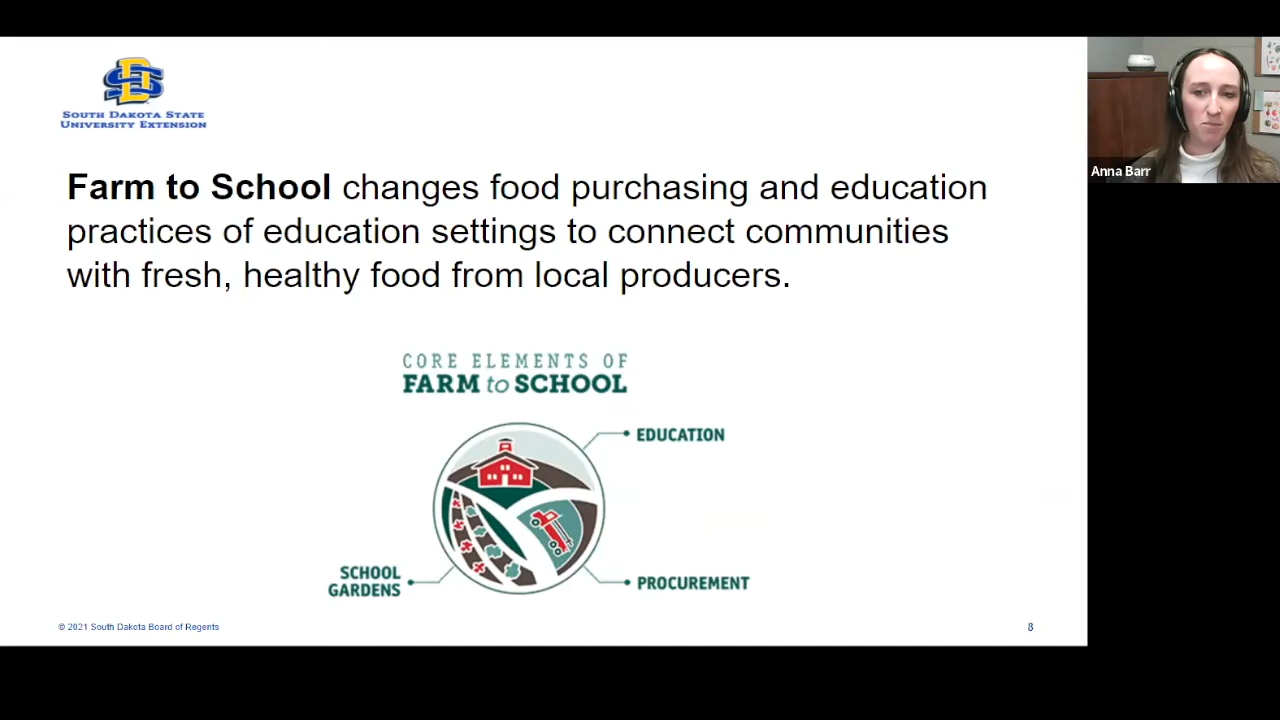 SOUTH DAKOTA STATE
UNIVERSITY EXTENSION
Anna Barr
Farm to School changes food purchasing and education
practices of education settings to connect communities
with fresh, healthy food from local producers.
CORE ELEMENTS OF
FARM to SCHOOL
EDUCATION
SCHOOL
GARDENS
PROCUREMENT
© 2021 South Dakota Board of Regents
8